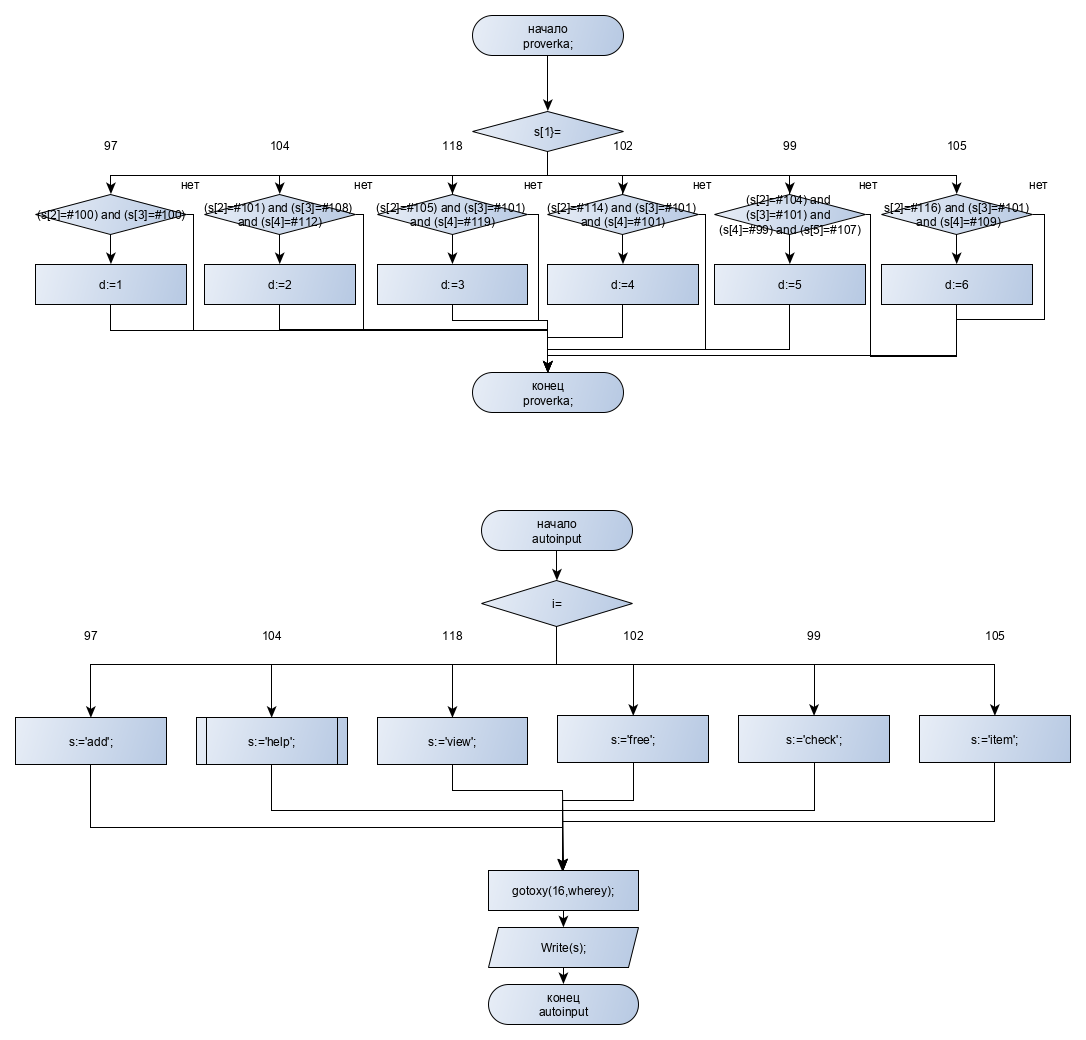 начало
proverka;
s[1}=
97
104
118
102
99
105
нет
нет
нет
нет
нет
нет
(s[2]=#100) and (s[3]=#100)
(s[2]=#101) and (s[3]=#108)
and (s[4]=#112)
(s[2]=#105) and (s[3]=#101)
and (s[4]=#119)
(s[2]=#114) and (s[3]=#101)
and (s[4]=#101)
(s[2]=#104) and
(s[3]=#101) and
(s[4]=#99) and (s[5]=#107)
s[2]=#116) and (s[3]=#101)
and (s[4]=#109)
d:=1
d:=2
d:=3
d:=4
d:=5
d:=6
конец
proverka;
начало
autoinput
i=
97
104
118
102
99
105
s:='add';
s:='help';
s:='view';
s:='free';
s:='check';
s:='item';
gotoxy(16,wherey);
Write(s);
конец
autoinput